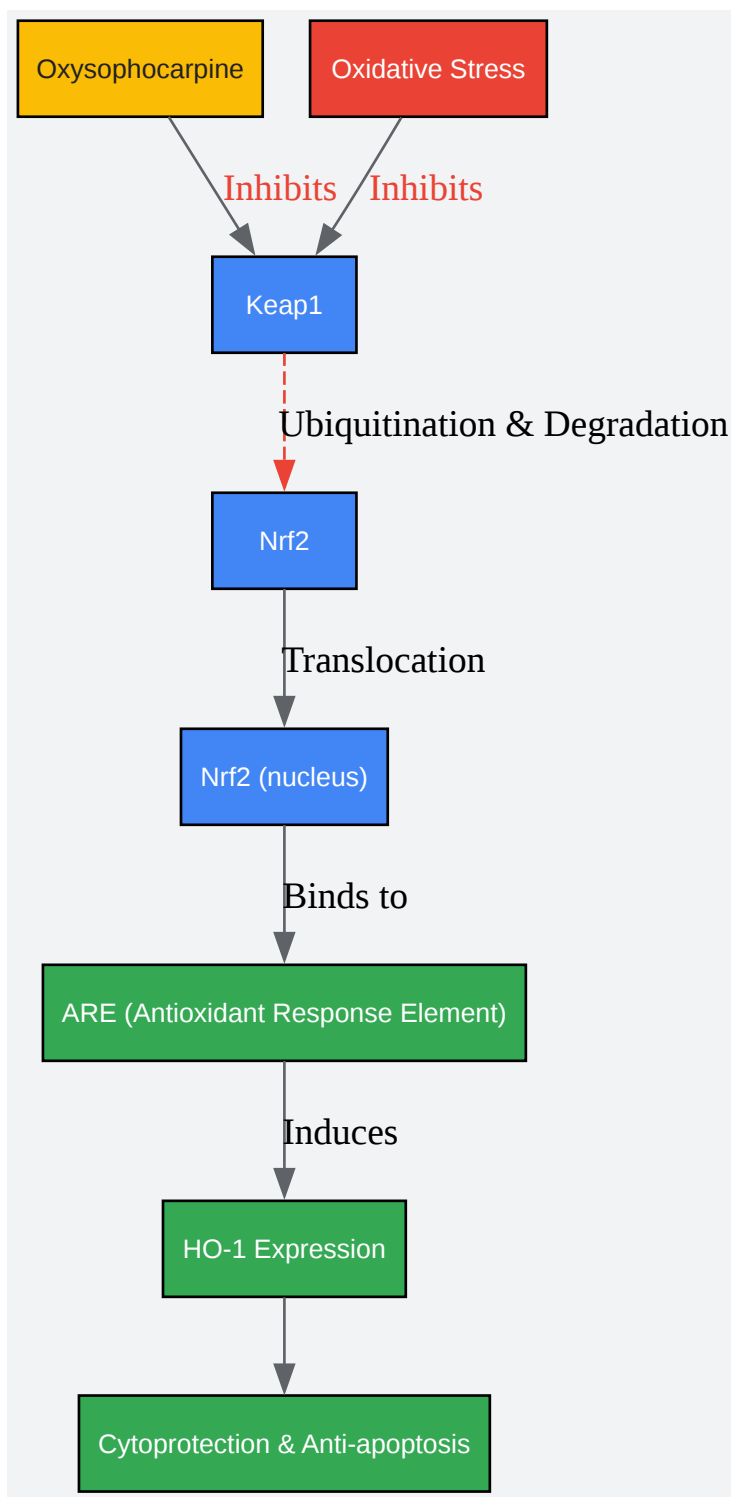 Oxysophocarpine
Oxidative Stress
Inhibits
Inhibits
Keap1
Ubiquitination & Degradation
Nrf2
Translocation
Nrf2 (nucleus)
Binds to
ARE (Antioxidant Response Element)
Induces
HO-1 Expression
Cytoprotection & Anti-apoptosis